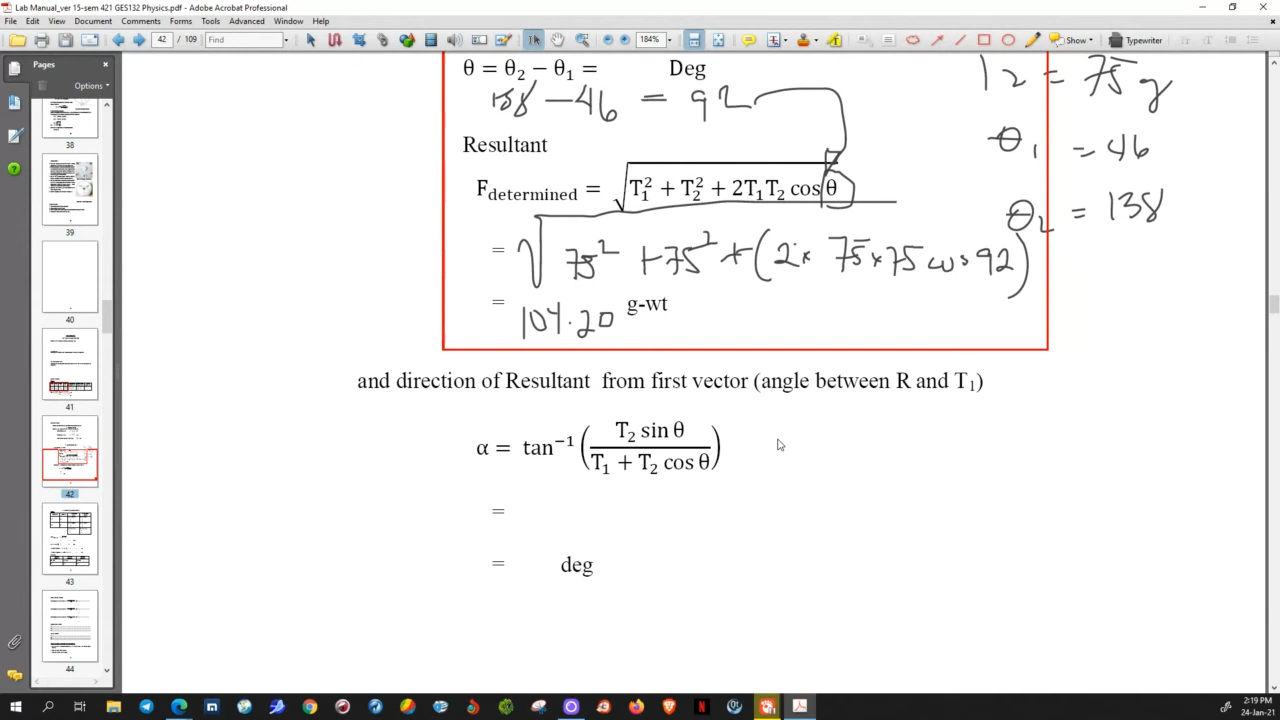 Lab Manual_ver 15-sem 421 GES132 Physics.pdf - Adobe Acrobat Professional
File Edit View Document Comments Forms Tools Advanced Window Help
42 / 109 Find 184% Show Typewriter
Pages
Options
38
39
40
41
42
43
44
θ = θ₂ − θ₁ = Deg
138 − 46 = 92
Resultant
F_determined = √(T₁² + T₂² + 2T₁T₂ cos θ)
= √(75² + 75² + (2 × 75 × 75 cos 92))
= 104.20 g-wt
T2 = 75 g
θ₁ = 46
θ₂ = 138
and direction of Resultant from first vector (angle between R and T₁)
α = tan⁻¹ (T₂ sin θ / T₁ + T₂ cos θ)
=
= deg
2:19 PM
24-Jan-21